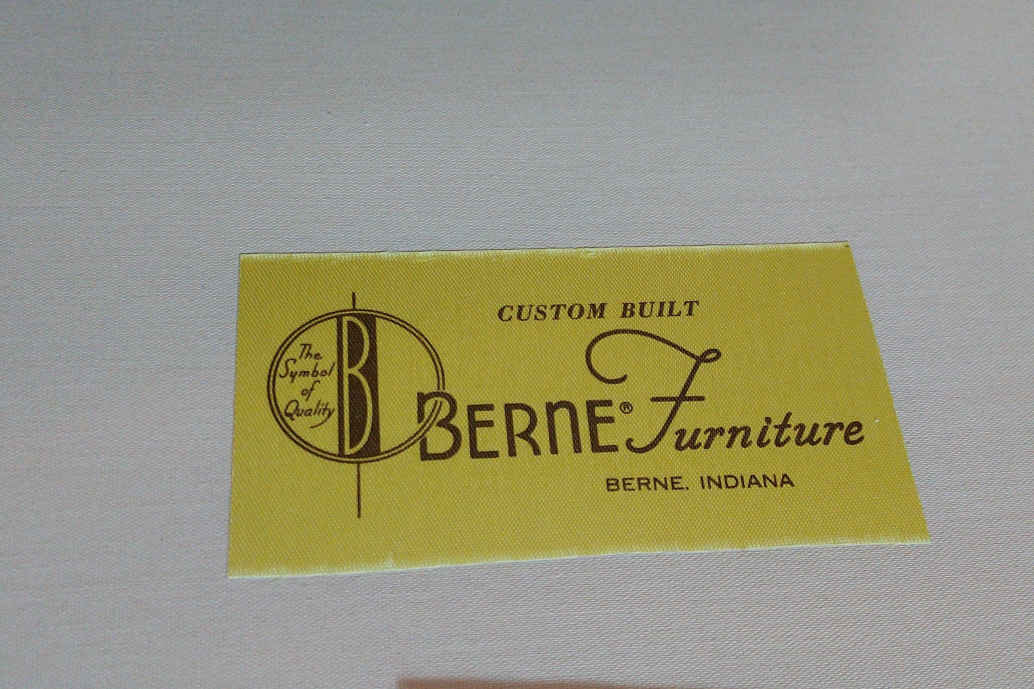 The
Symbol
of
Quality
B
CUSTOM BUILT
BERNE® Furniture
BERNE, INDIANA